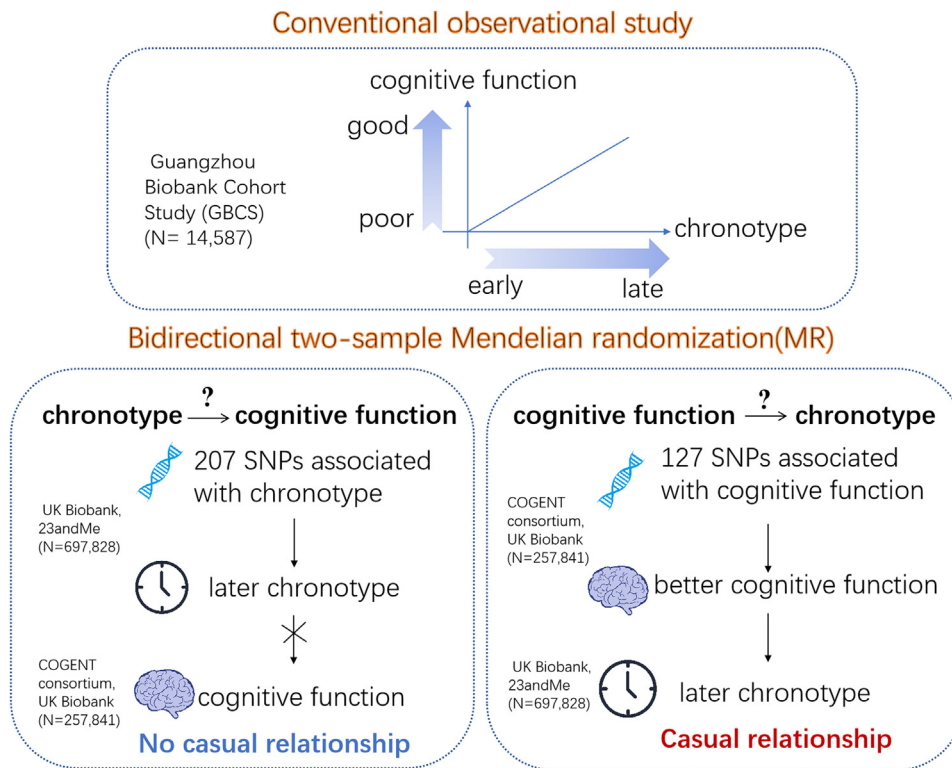 Conventional observational study
cognitive function
good
poor
Guangzhou
Biobank Cohort
Study (GBCS)
(N= 14,587)
chronotype
early
late
Bidirectional two-sample Mendelian randomization(MR)
chronotype ? → cognitive function
207 SNPs associated
with chronotype
UK Biobank,
23andMe
(N=697,828)
later chronotype
COGENT
consortium,
UK Biobank
(N=257,841)
cognitive function
No casual relationship
cognitive function ? → chronotype
127 SNPs associated
with cognitive function
COGENT
consortium,
UK Biobank
(N=257,841)
better cognitive function
UK Biobank,
23andMe
(N=697,828)
later chronotype
Casual relationship